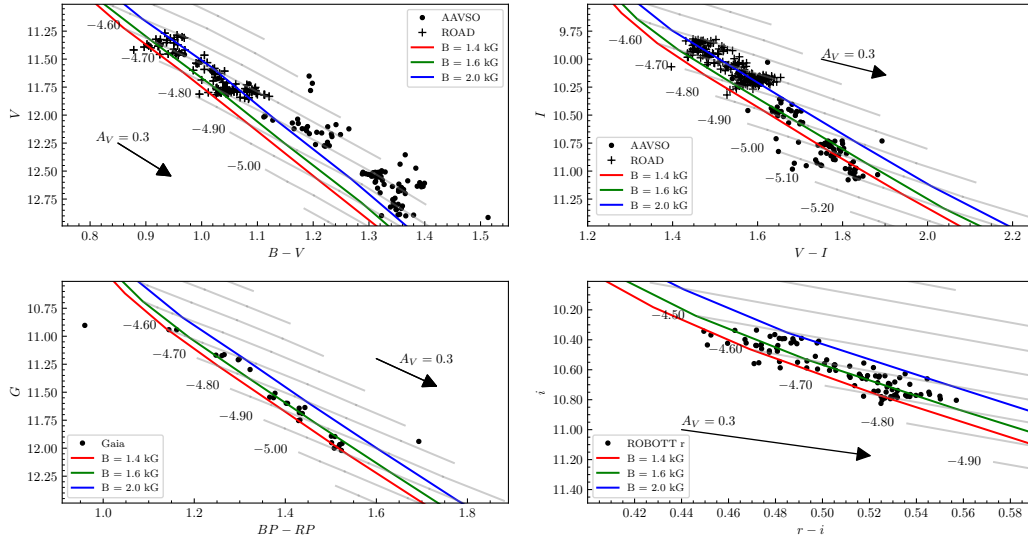 11.25
11.50
11.75
12.00
12.25
12.50
12.75
V
0.8
0.9
1.0
1.1
1.2
1.3
1.4
1.5
B − V
−4.60
−4.70
−4.80
−4.90
−5.00
A_V = 0.3
AAVSO
ROAD
B = 1.4 kG
B = 1.6 kG
B = 2.0 kG
9.75
10.00
10.25
10.50
10.75
11.00
11.25
I
1.2
1.4
1.6
1.8
2.0
2.2
V − I
−4.60
−4.70
−4.80
−4.90
−5.00
−5.10
−5.20
A_V = 0.3
AAVSO
ROAD
B = 1.4 kG
B = 1.6 kG
B = 2.0 kG
10.75
11.00
11.25
11.50
11.75
12.00
12.25
G
1.0
1.2
1.4
1.6
1.8
BP − RP
−4.60
−4.70
−4.80
−4.90
−5.00
A_V = 0.3
Gaia
B = 1.4 kG
B = 1.6 kG
B = 2.0 kG
10.20
10.40
10.60
10.80
11.00
11.20
11.40
i
0.42
0.44
0.46
0.48
0.50
0.52
0.54
0.56
0.58
r − i
−4.50
−4.60
−4.70
−4.80
−4.90
A_V = 0.3
ROBOTT r
B = 1.4 kG
B = 1.6 kG
B = 2.0 kG